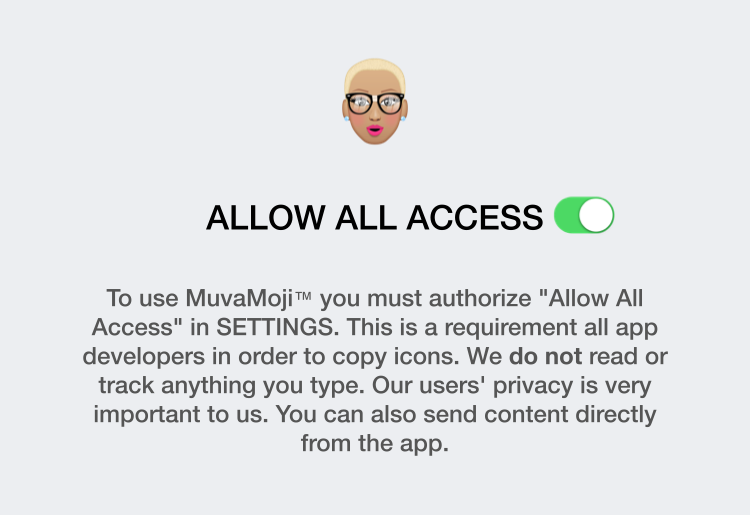 ALLOW ALL ACCESS
To use MuvaMoji™ you must authorize "Allow All
Access" in SETTINGS. This is a requirement all app
developers in order to copy icons. We do not read or
track anything you type. Our users' privacy is very
important to us. You can also send content directly
from the app.